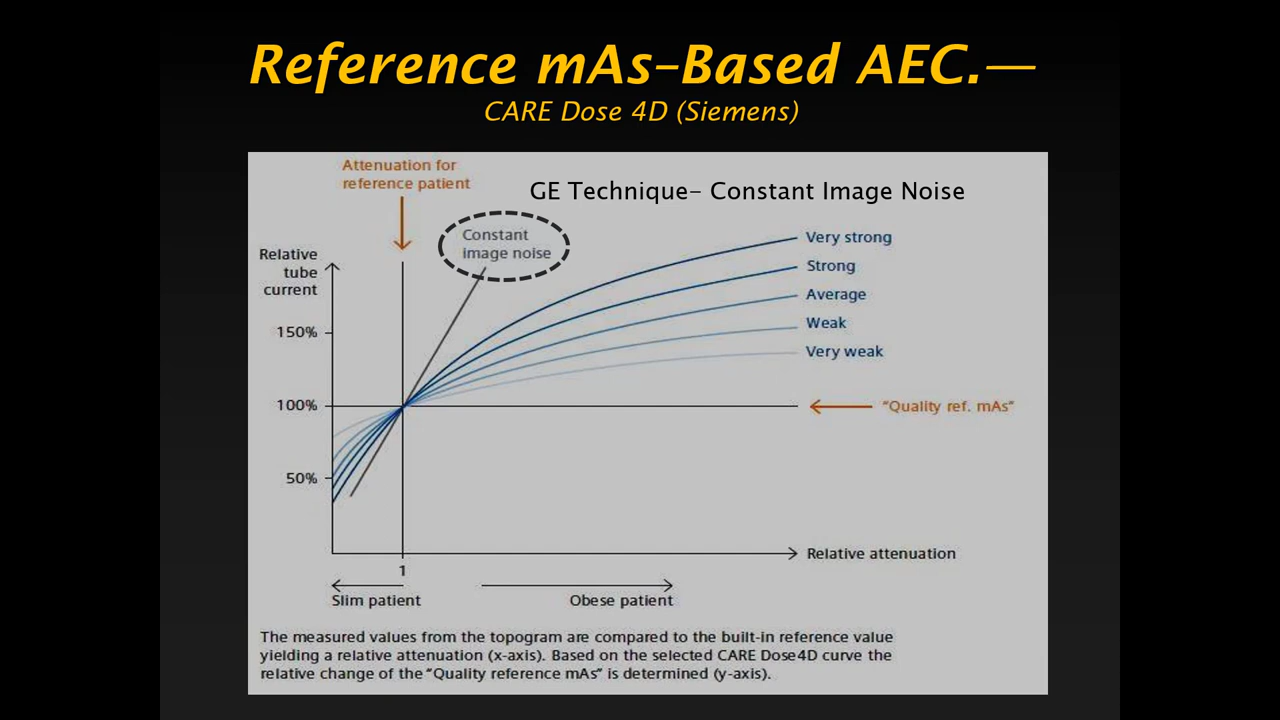 Reference mAs–Based AEC.—
CARE Dose 4D (Siemens)
Attenuation for
reference patient
GE Technique– Constant Image Noise
Constant
image noise
Relative
tube
current
Very strong
Strong
Average
Weak
Very weak
150%
100%
"Quality ref. mAs"
50%
Relative attenuation
1
Slim patient
Obese patient
The measured values from the topogram are compared to the built-in reference value
yielding a relative attenuation (x-axis). Based on the selected CARE Dose4D curve the
relative change of the "Quality reference mAs" is determined (y-axis).